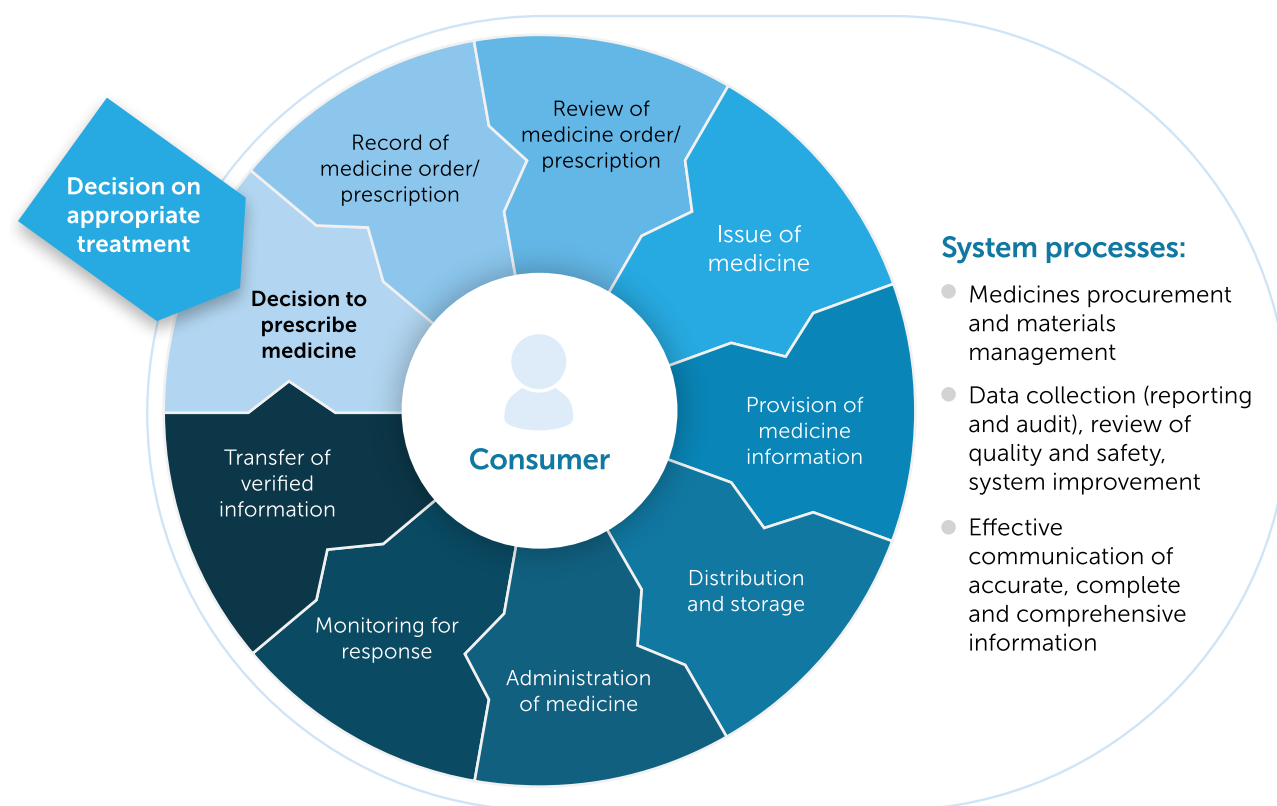 Decision on
appropriate
treatment
Decision to
prescribe
medicine
Record of
medicine order/
prescription
Review of
medicine order/
prescription
Issue of
medicine
Provision of
medicine
information
Distribution
and storage
Administration
of medicine
Monitoring for
response
Transfer of
verified
information
Consumer
System processes:
Medicines procurement
and materials
management
Data collection (reporting
and audit), review of
quality and safety,
system improvement
Effective
communication of
accurate, complete
and comprehensive
information